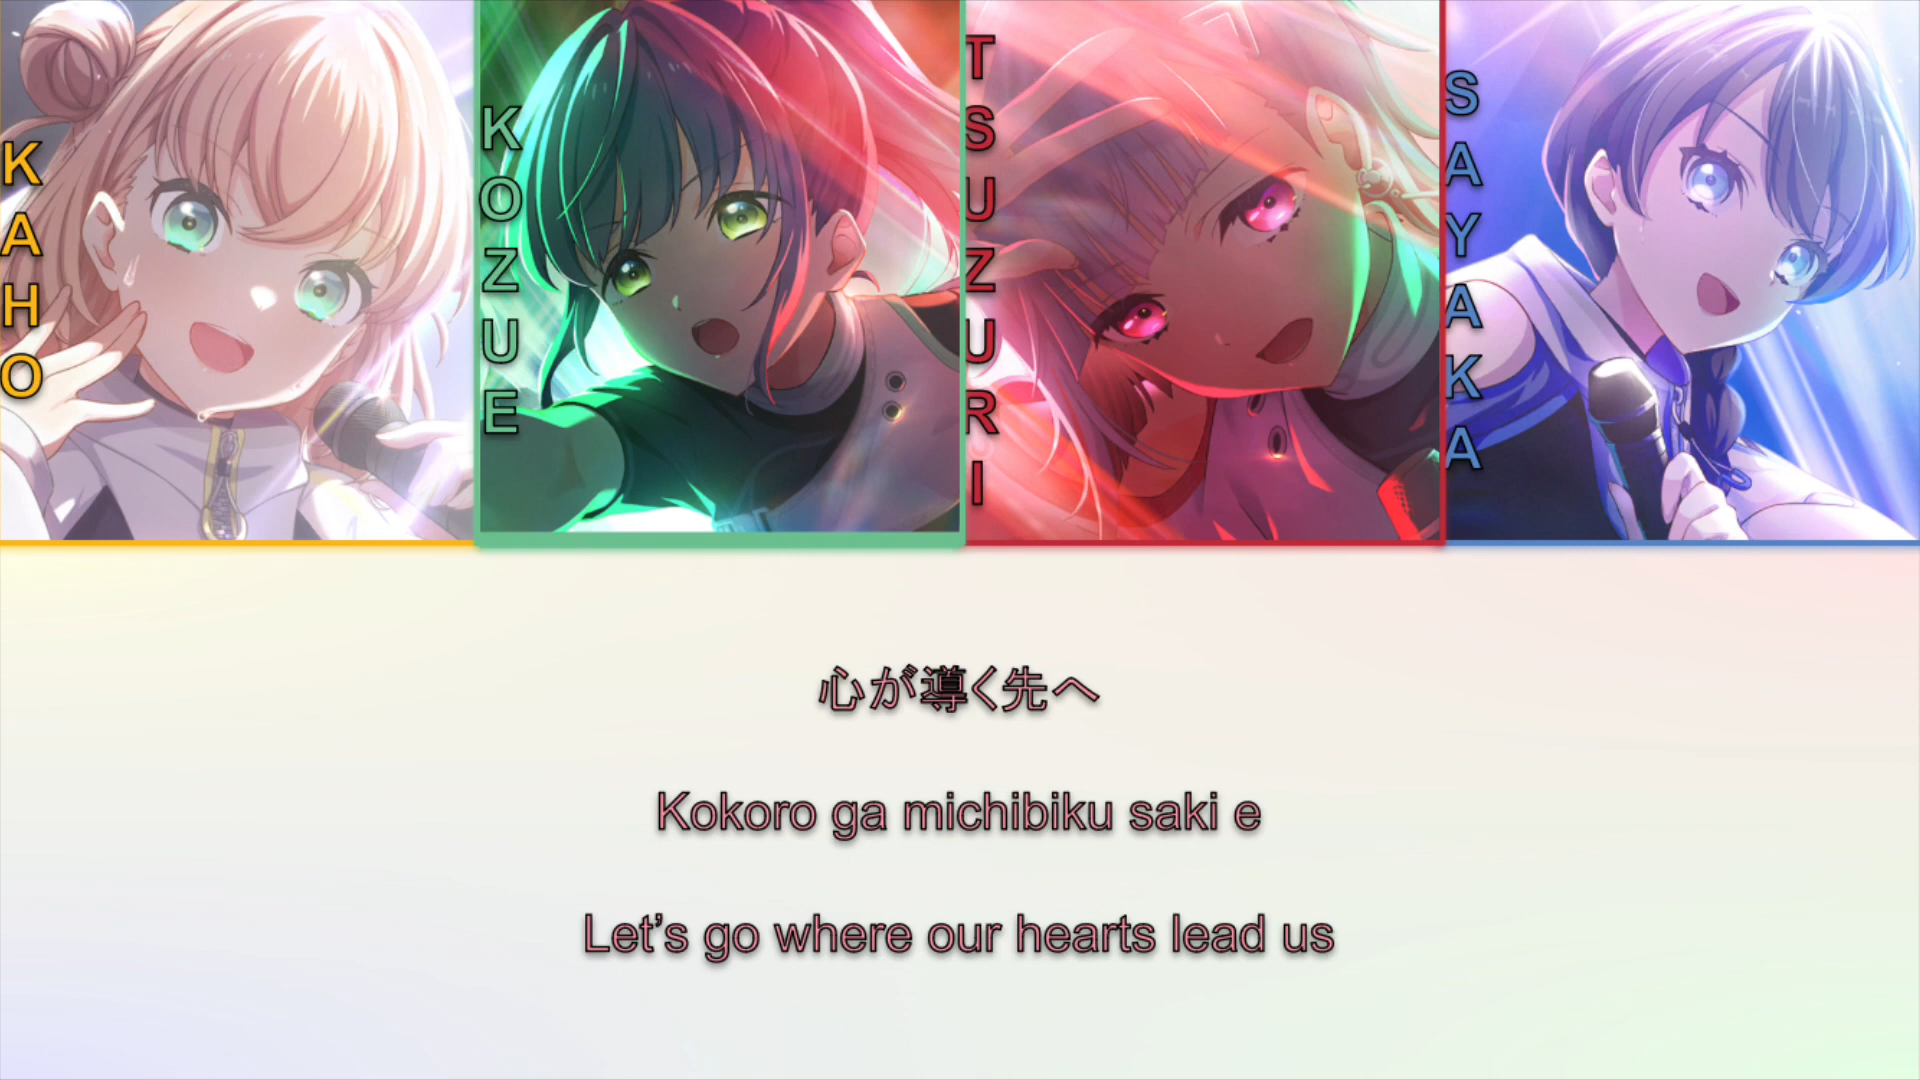 KAHO
KOZUE
TSUZURI
SAYAKA
心が導く先へ
Kokoro ga michibiku saki e
Let's go where our hearts lead us